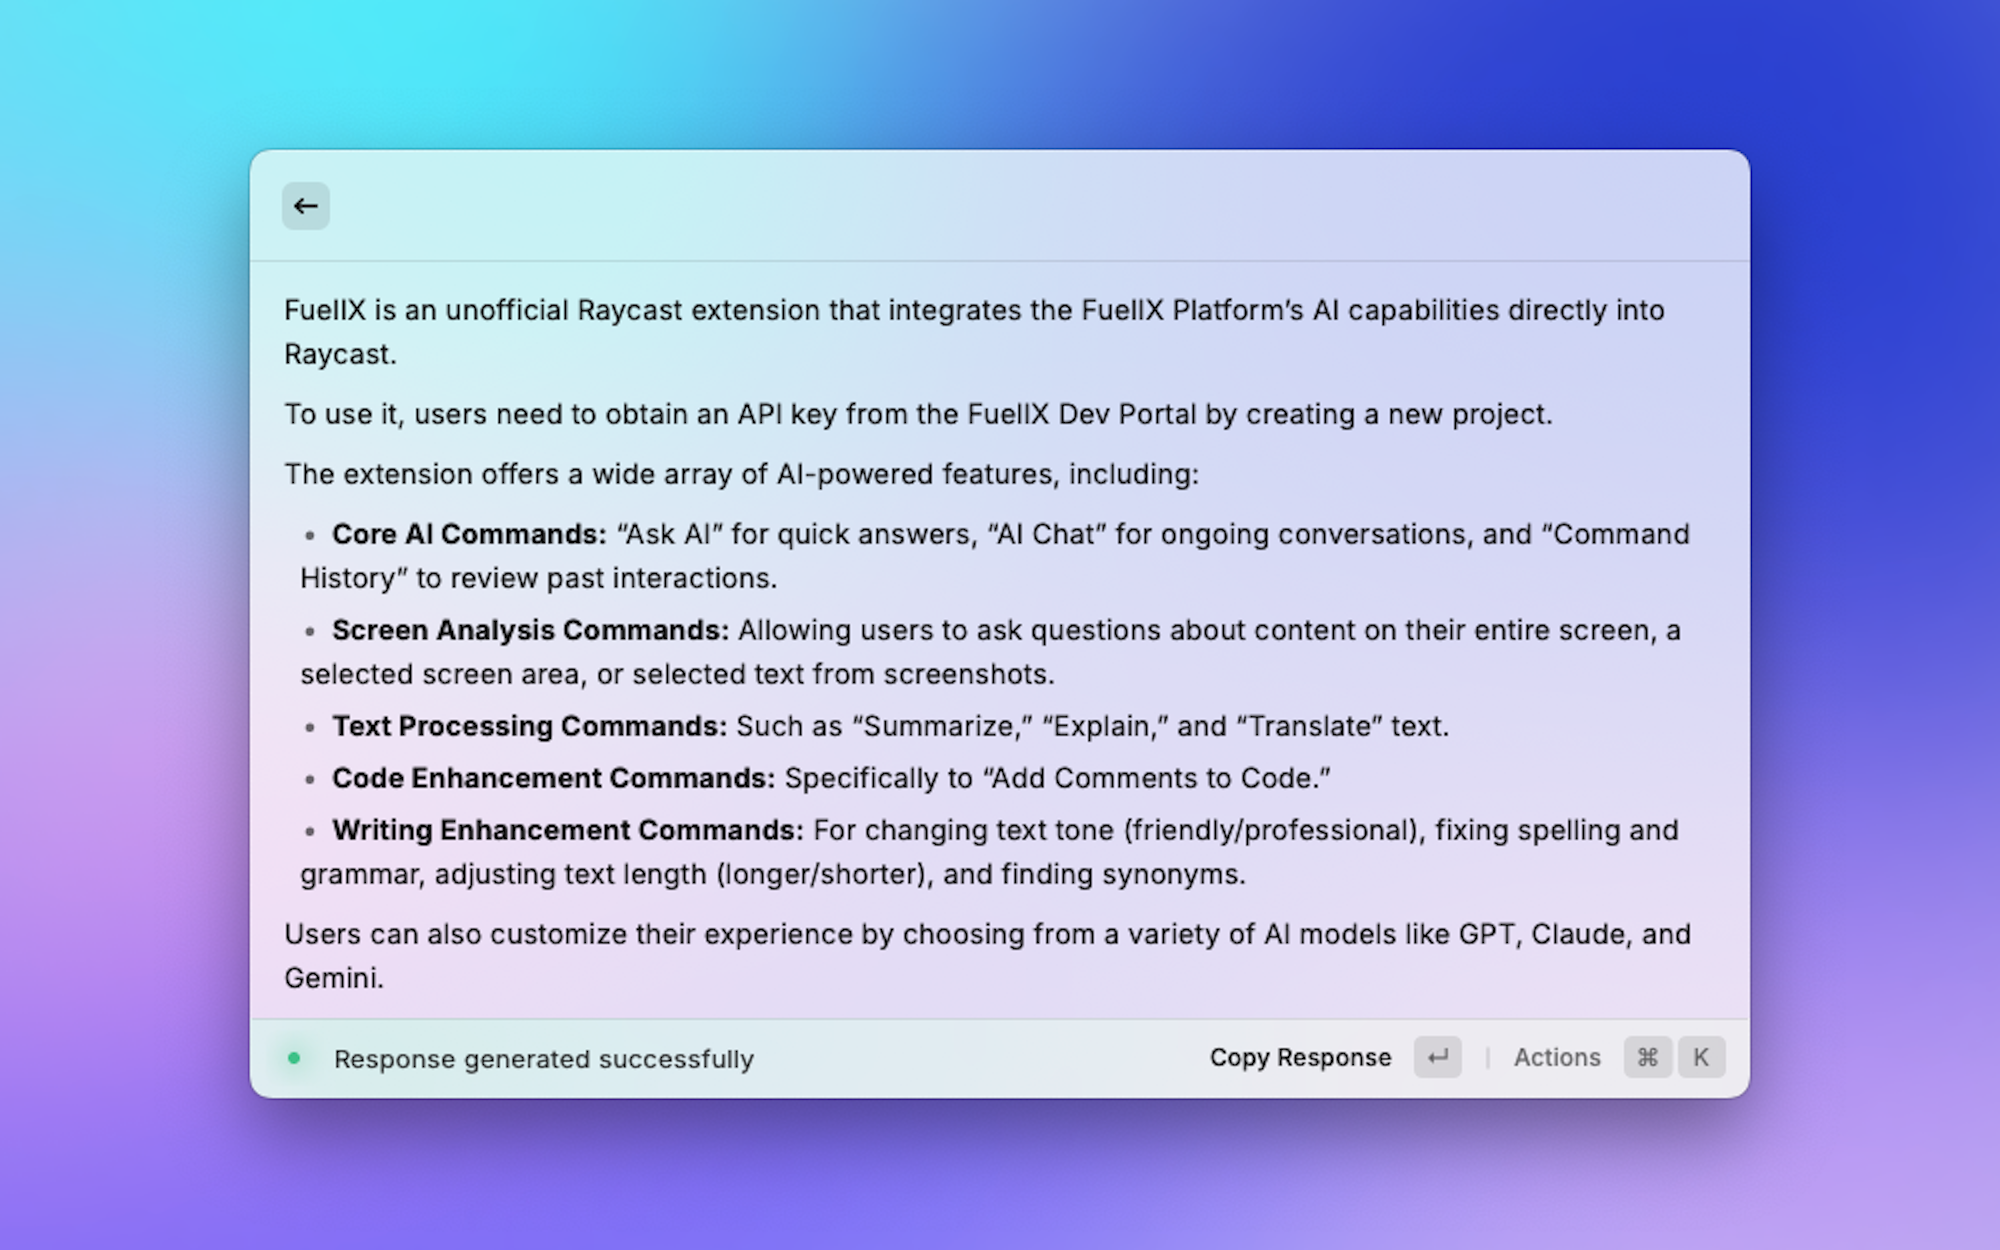 FuelIX is an unofficial Raycast extension that integrates the FuelIX Platform’s AI capabilities directly into
Raycast.
To use it, users need to obtain an API key from the FuelIX Dev Portal by creating a new project.
The extension offers a wide array of AI-powered features, including:
• Core AI Commands: “Ask AI” for quick answers, “AI Chat” for ongoing conversations, and “Command
History” to review past interactions.
• Screen Analysis Commands: Allowing users to ask questions about content on their entire screen, a
selected screen area, or selected text from screenshots.
• Text Processing Commands: Such as “Summarize,” “Explain,” and “Translate” text.
• Code Enhancement Commands: Specifically to “Add Comments to Code.”
• Writing Enhancement Commands: For changing text tone (friendly/professional), fixing spelling and
grammar, adjusting text length (longer/shorter), and finding synonyms.
Users can also customize their experience by choosing from a variety of AI models like GPT, Claude, and
Gemini.
Response generated successfully Copy Response ↵ Actions ⌘ K